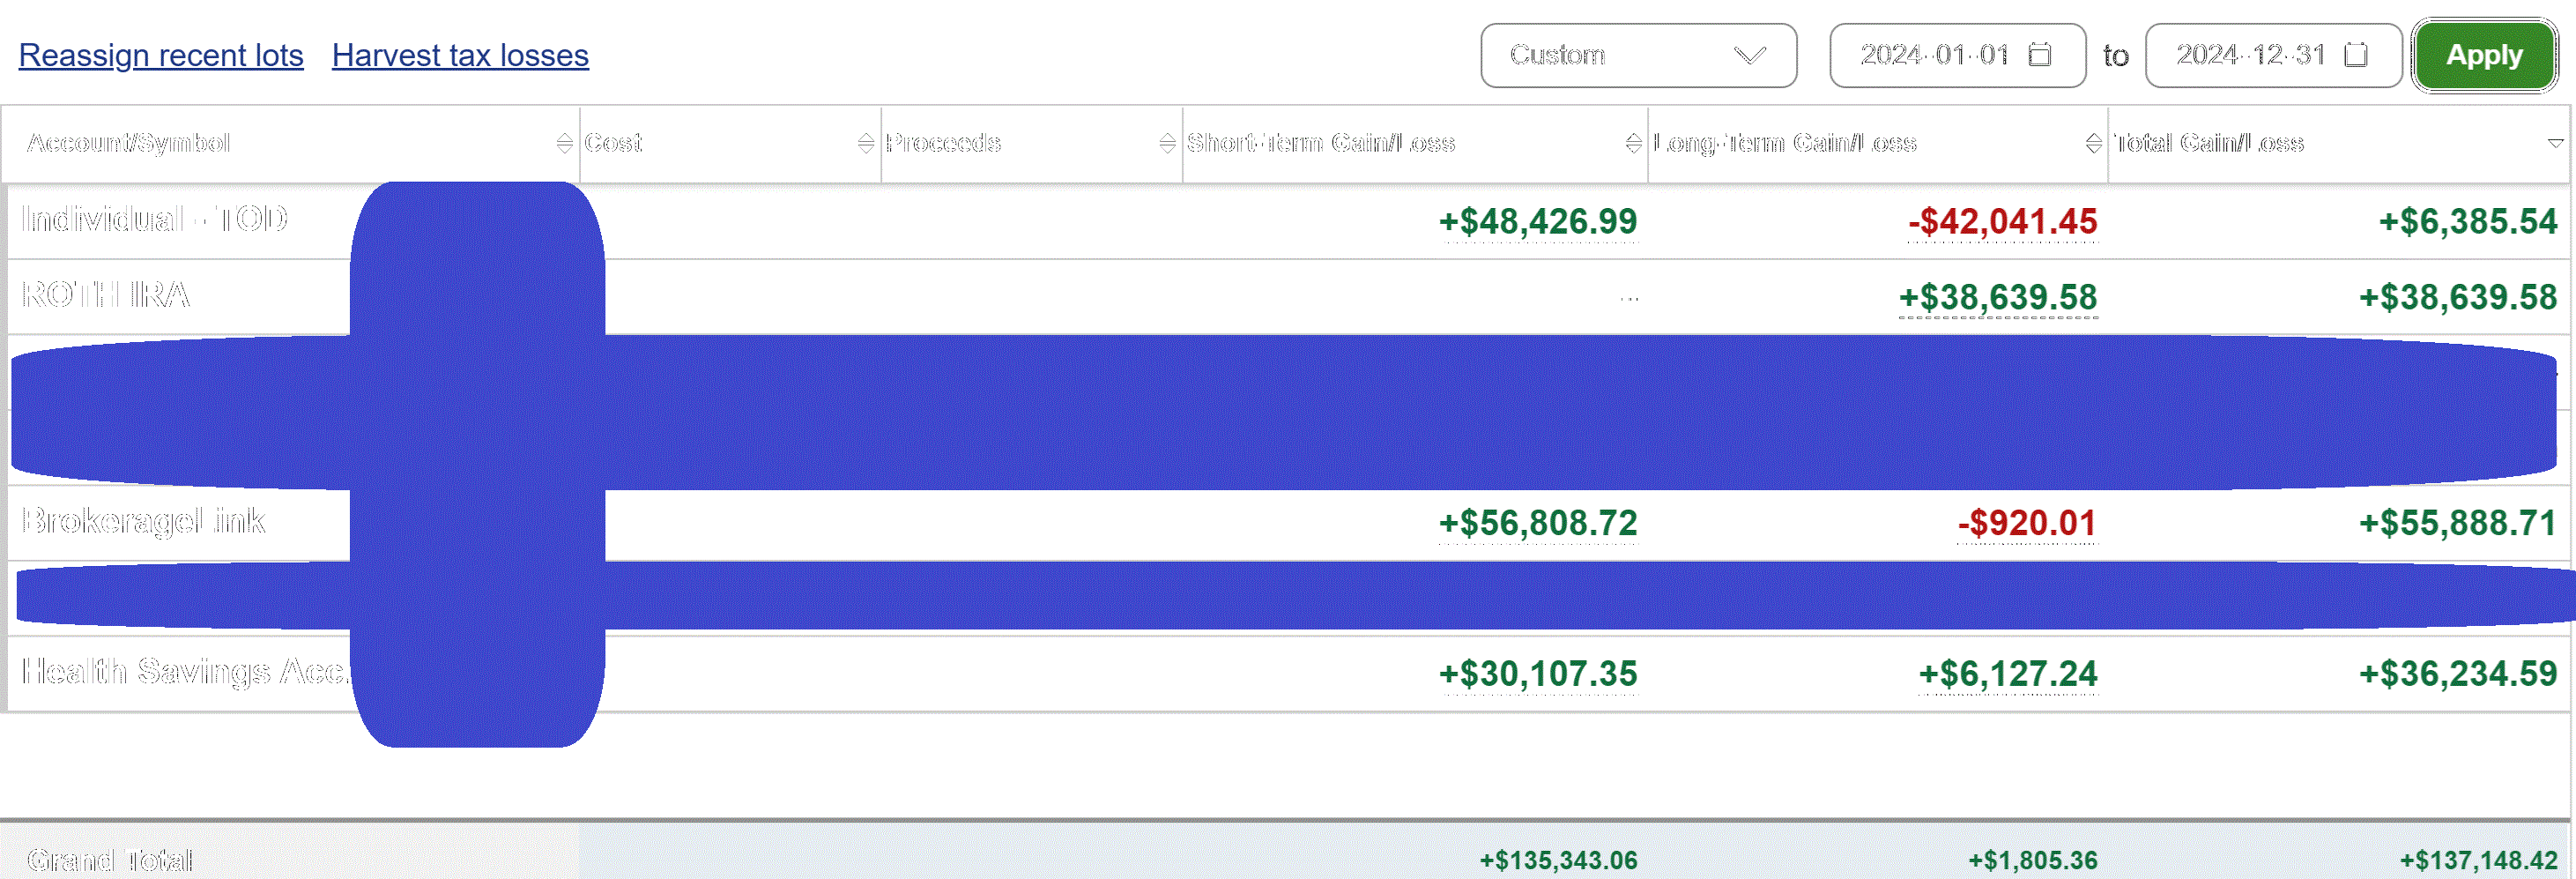 Reassign recent lots Harvest tax losses Custom 2024-01-01 to 2024-12-31 Apply
Account/Symbol Cost Proceeds Short-Term Gain/Loss Long-Term Gain/Loss Total Gain/Loss
Individual - TOD +$48,426.99 -$42,041.45 +$6,385.54
ROTH IRA -- +$38,639.58 +$38,639.58
BrokerageLink +$56,808.72 -$920.01 +$55,888.71
Health Savings Acc. +$30,107.35 +$6,127.24 +$36,234.59
Grand Total +$135,343.06 +$1,805.36 +$137,148.42